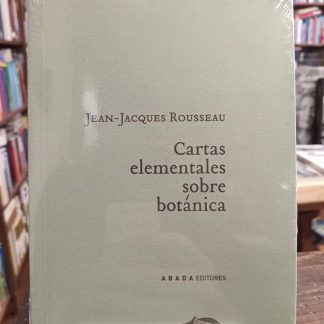 Jean-Jacques Rousseau
Cartas
elementales
sobre
botánica
ABADA EDITORES